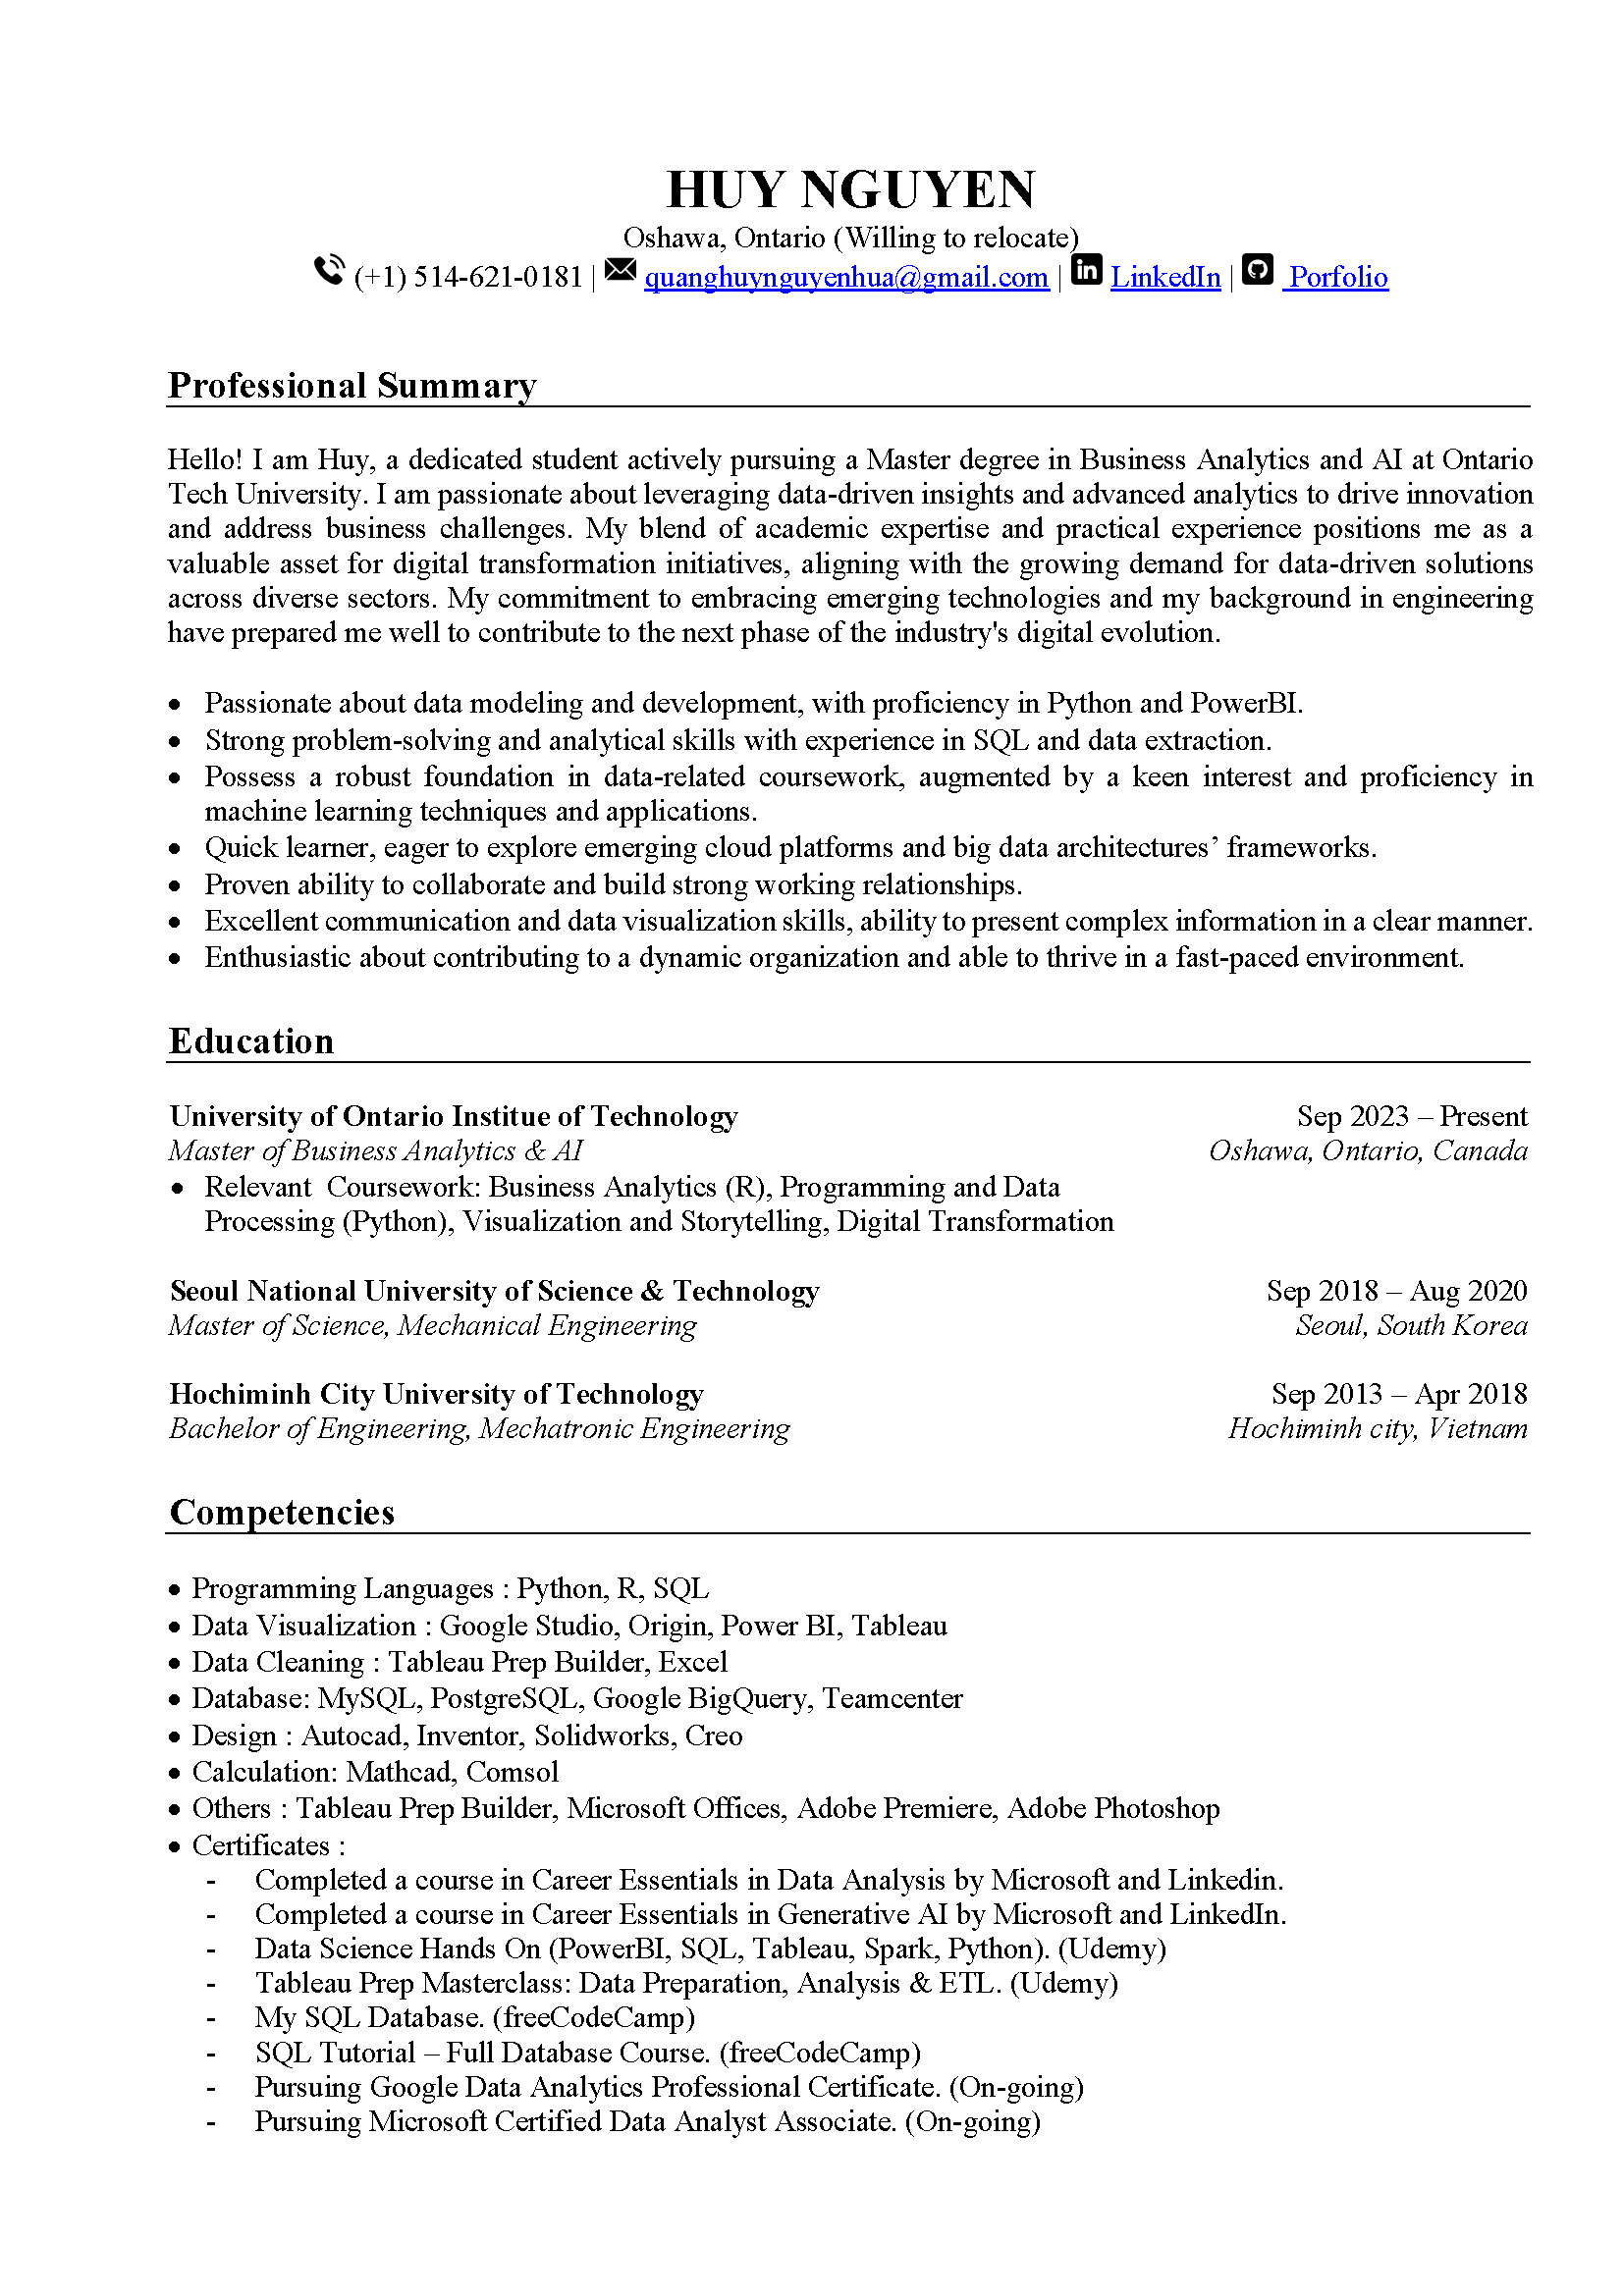 HUY NGUYEN
Oshawa, Ontario (Willing to relocate)
(+1) 514-621-0181 | quanghuynguyenhua@gmail.com | LinkedIn | Porfolio
Professional Summary
Hello! I am Huy, a dedicated student actively pursuing a Master degree in Business Analytics and AI at Ontario
Tech University. I am passionate about leveraging data-driven insights and advanced analytics to drive innovation
and address business challenges. My blend of academic expertise and practical experience positions me as a
valuable asset for digital transformation initiatives, aligning with the growing demand for data-driven solutions
across diverse sectors. My commitment to embracing emerging technologies and my background in engineering
have prepared me well to contribute to the next phase of the industry's digital evolution.
• Passionate about data modeling and development, with proficiency in Python and PowerBI.
• Strong problem-solving and analytical skills with experience in SQL and data extraction.
• Possess a robust foundation in data-related coursework, augmented by a keen interest and proficiency in
machine learning techniques and applications.
• Quick learner, eager to explore emerging cloud platforms and big data architectures’ frameworks.
• Proven ability to collaborate and build strong working relationships.
• Excellent communication and data visualization skills, ability to present complex information in a clear manner.
• Enthusiastic about contributing to a dynamic organization and able to thrive in a fast-paced environment.
Education
University of Ontario Institue of Technology Sep 2023 – Present
Master of Business Analytics & AI Oshawa, Ontario, Canada
• Relevant Coursework: Business Analytics (R), Programming and Data
Processing (Python), Visualization and Storytelling, Digital Transformation
Seoul National University of Science & Technology Sep 2018 – Aug 2020
Master of Science, Mechanical Engineering Seoul, South Korea
Hochiminh City University of Technology Sep 2013 – Apr 2018
Bachelor of Engineering, Mechatronic Engineering Hochiminh city, Vietnam
Competencies
• Programming Languages : Python, R, SQL
• Data Visualization : Google Studio, Origin, Power BI, Tableau
• Data Cleaning : Tableau Prep Builder, Excel
• Database: MySQL, PostgreSQL, Google BigQuery, Teamcenter
• Design : Autocad, Inventor, Solidworks, Creo
• Calculation: Mathcad, Comsol
• Others : Tableau Prep Builder, Microsoft Offices, Adobe Premiere, Adobe Photoshop
• Certificates :
- Completed a course in Career Essentials in Data Analysis by Microsoft and Linkedin.
- Completed a course in Career Essentials in Generative AI by Microsoft and LinkedIn.
- Data Science Hands On (PowerBI, SQL, Tableau, Spark, Python). (Udemy)
- Tableau Prep Masterclass: Data Preparation, Analysis & ETL. (Udemy)
- My SQL Database. (freeCodeCamp)
- SQL Tutorial – Full Database Course. (freeCodeCamp)
- Pursuing Google Data Analytics Professional Certificate. (On-going)
- Pursuing Microsoft Certified Data Analyst Associate. (On-going)